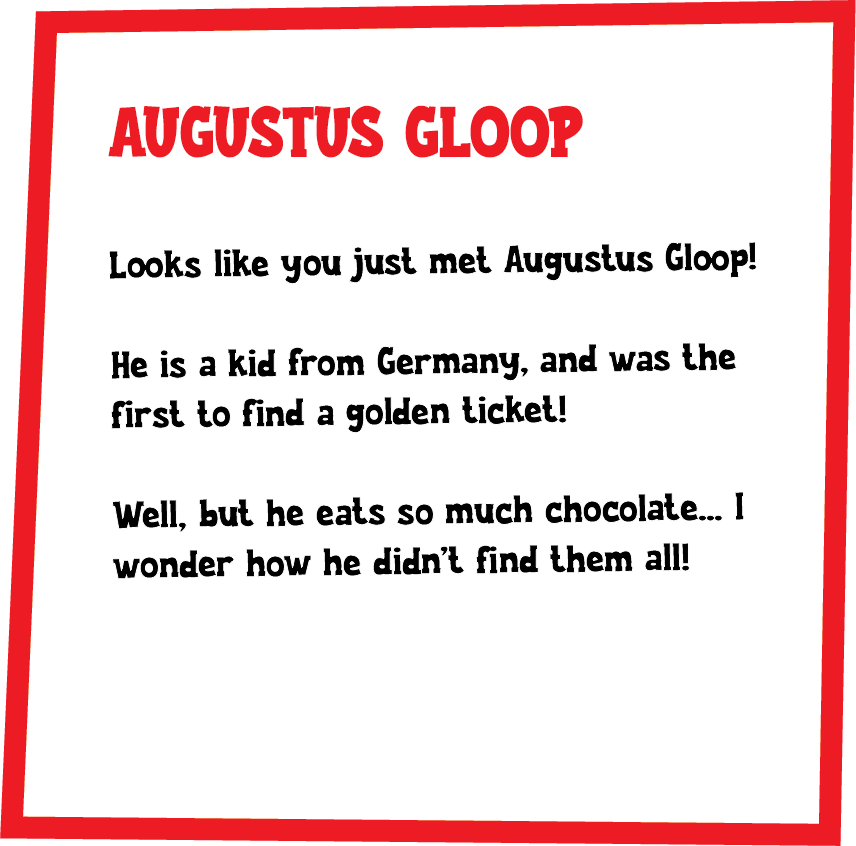 AUGUSTUS GLOOP
Looks like you just met Augustus Gloop!
He is a kid from Germany, and was the
first to find a golden ticket!
Well, but he eats so much chocolate... I
wonder how he didn't find them all!